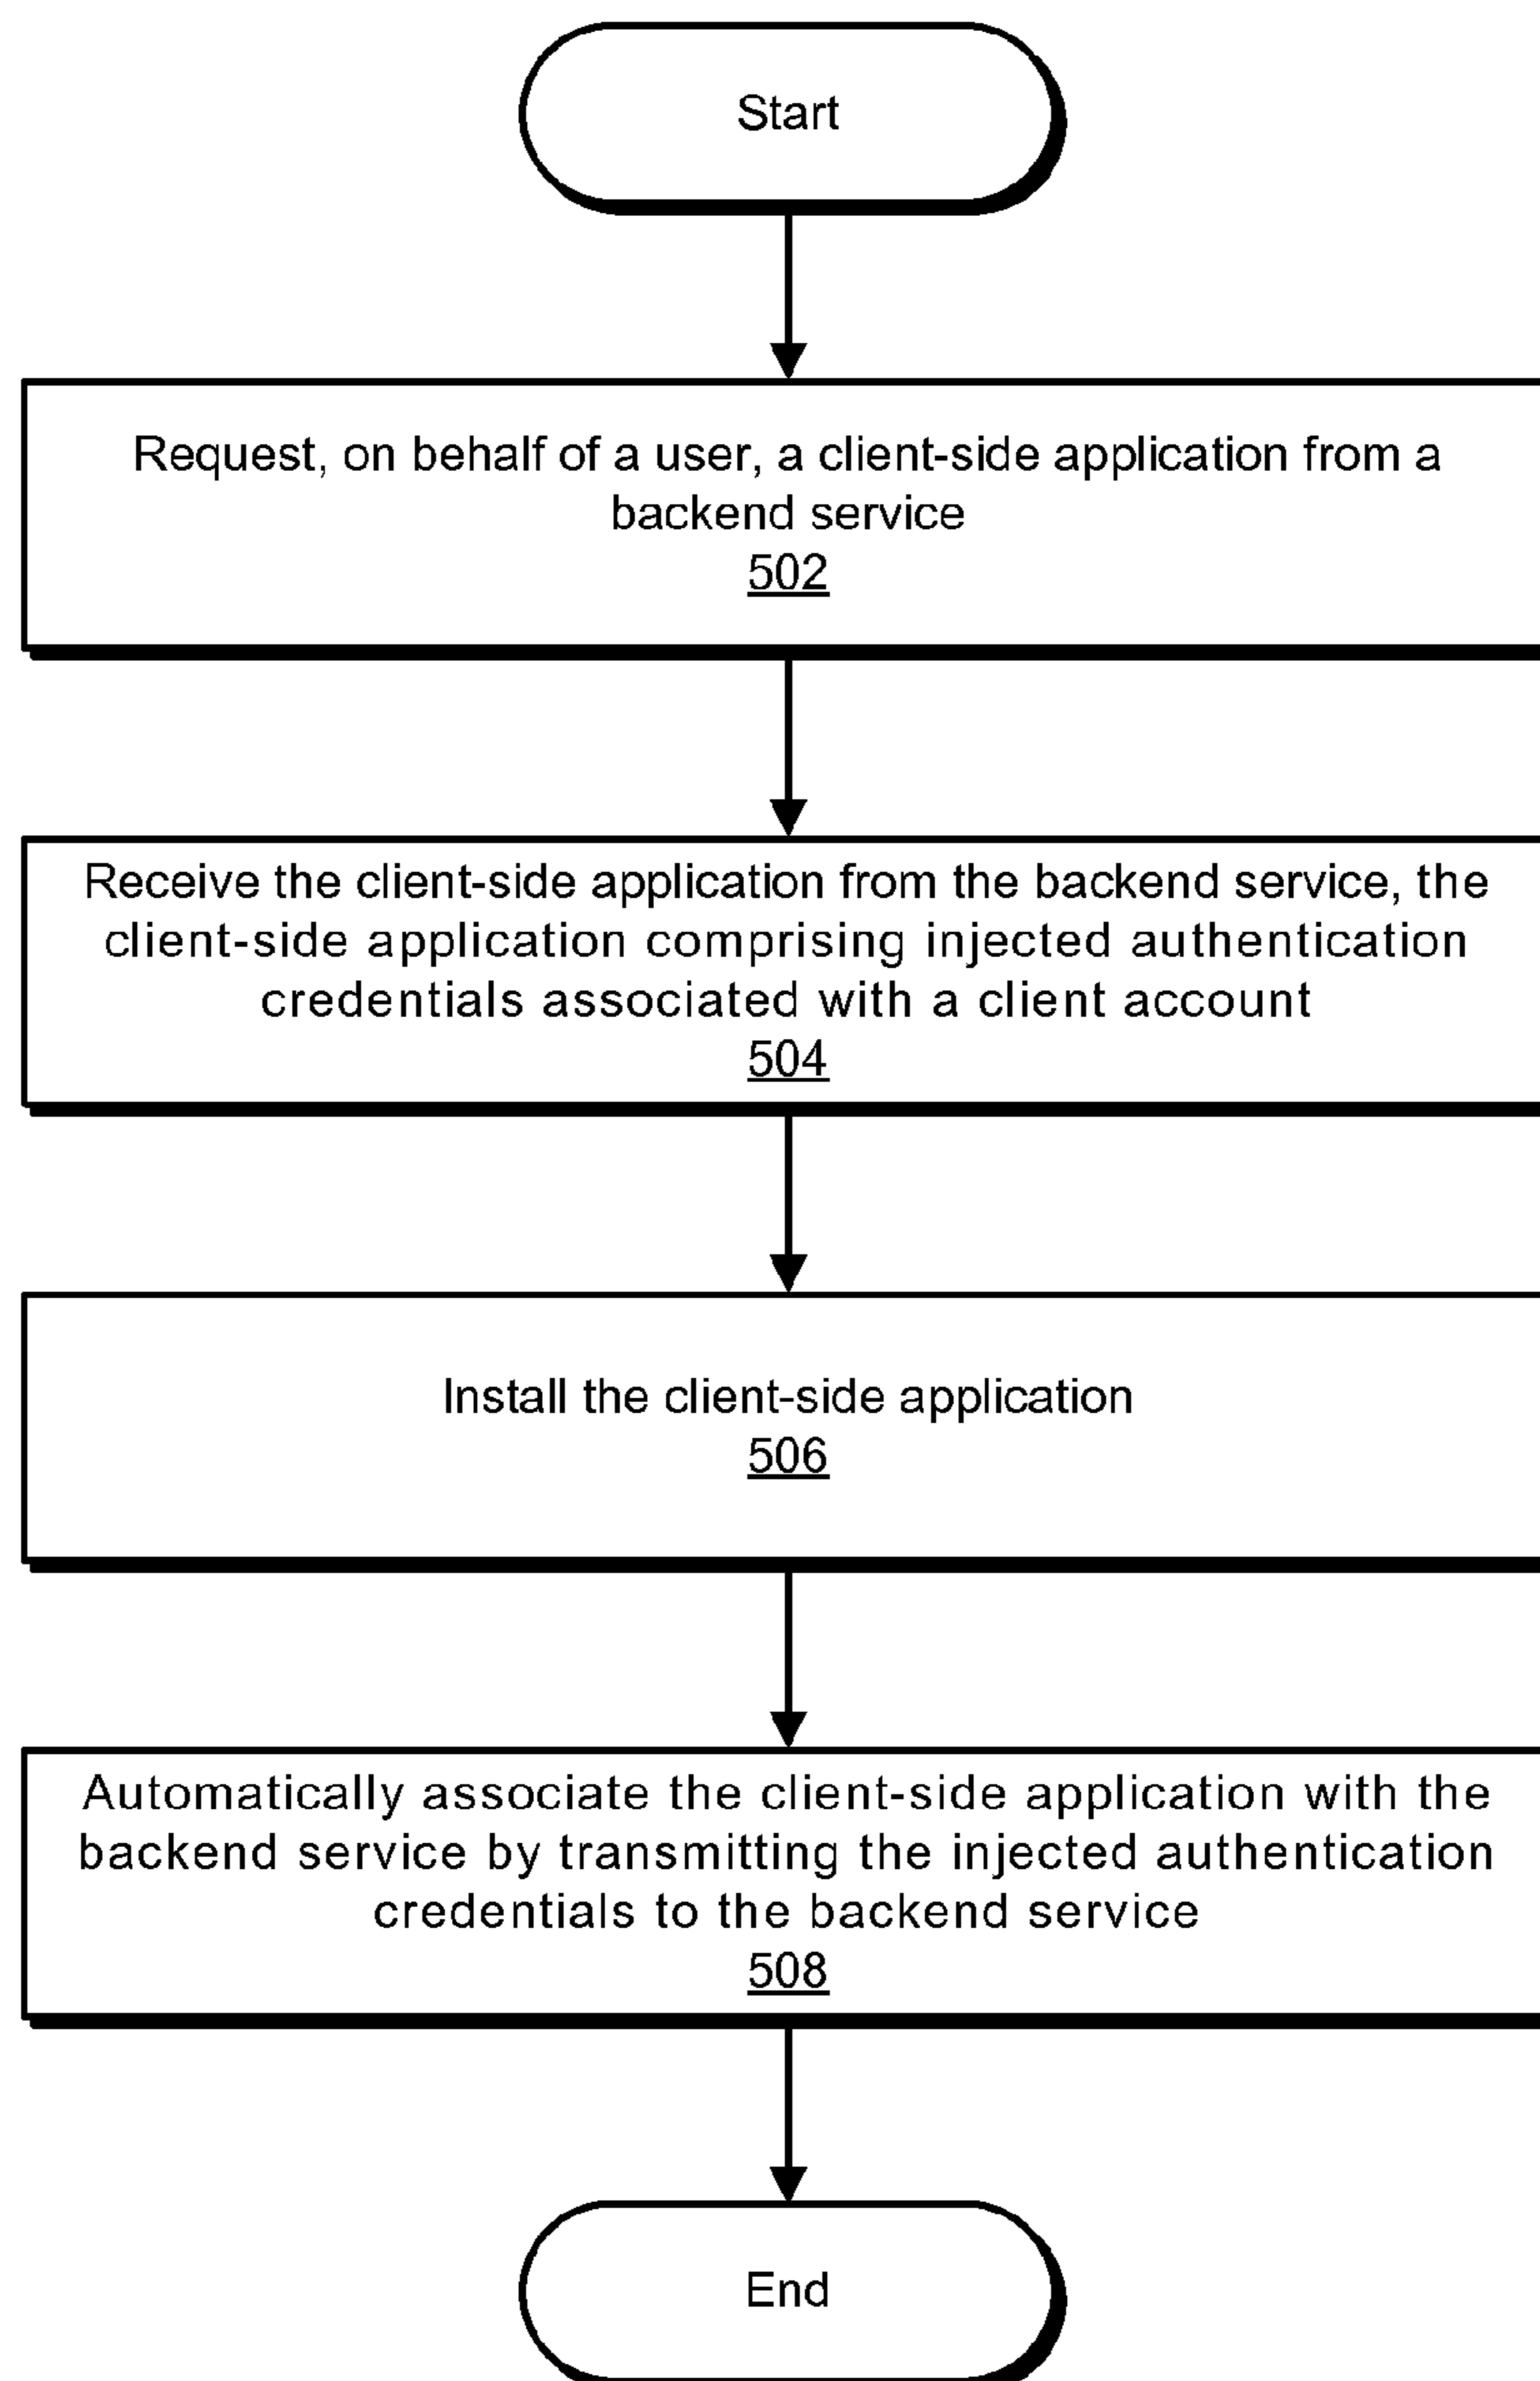 Start
Request, on behalf of a user, a client-side application from a
backend service
502
Receive the client-side application from the backend service, the
client-side application comprising injected authentication
credentials associated with a client account
504
Install the client-side application
506
Automatically associate the client-side application with the
backend service by transmitting the injected authentication
credentials to the backend service
508
End